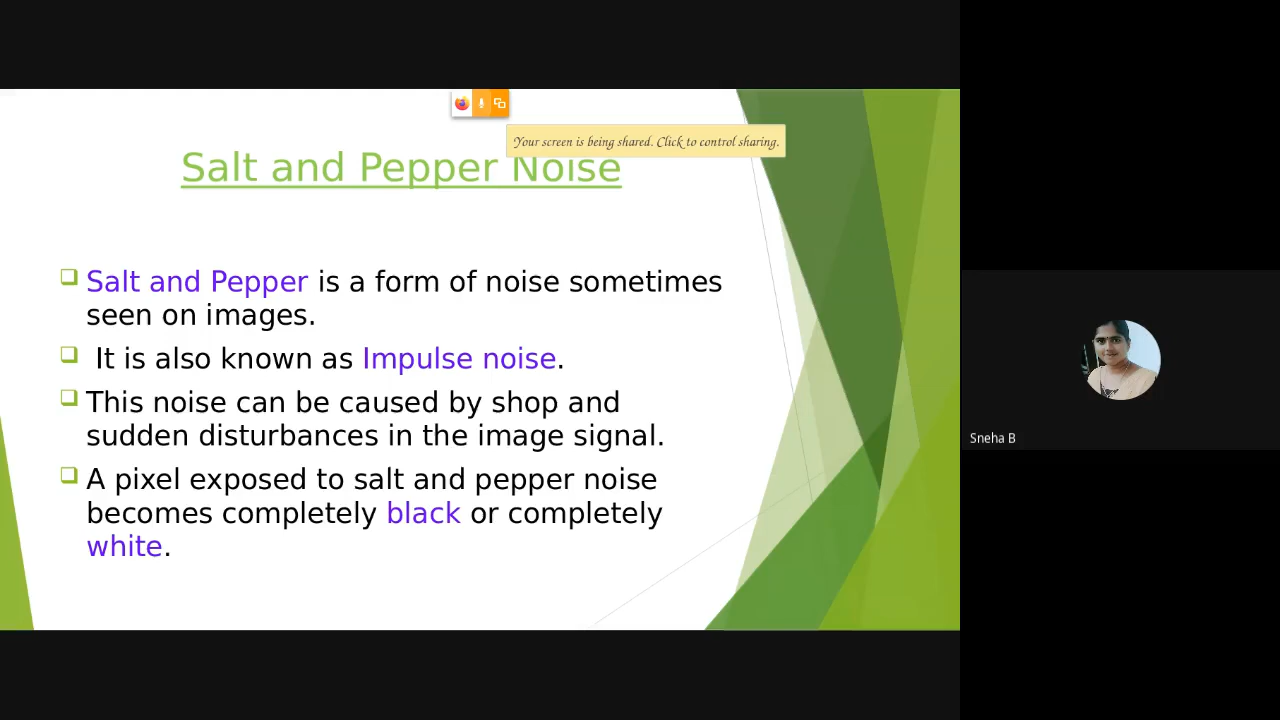 Your screen is being shared. Click to control sharing.
Salt and Pepper Noise
Salt and Pepper is a form of noise sometimes
seen on images.
It is also known as Impulse noise.
This noise can be caused by shop and
sudden disturbances in the image signal.
A pixel exposed to salt and pepper noise
becomes completely black or completely
white.
Sneha B